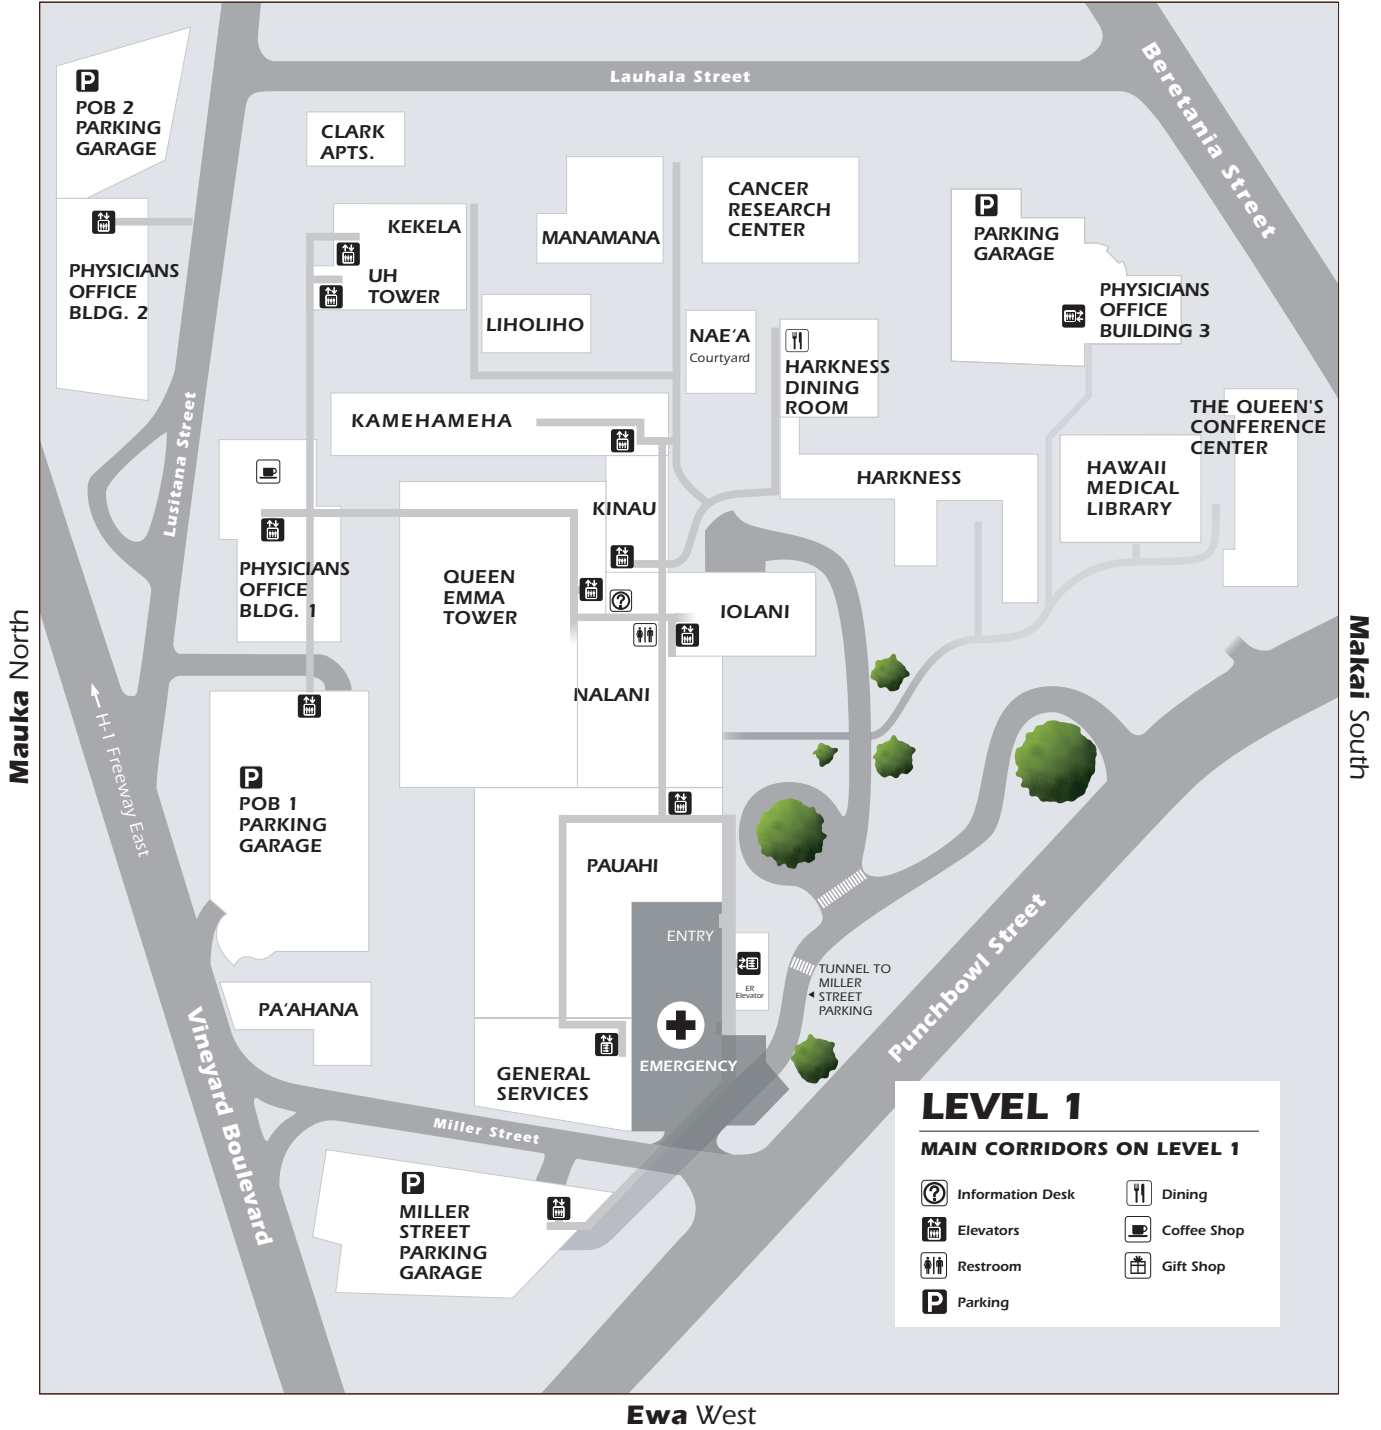 Lauhala Street
Beretania Street
P
POB 2
PARKING
GARAGE
CLARK
APTS.
CANCER
RESEARCH
CENTER
P
PARKING
GARAGE
KEKELA
MANAMANA
PHYSICIANS
OFFICE
BLDG. 2
UH
TOWER
LIHOLIHO
NAE‘A
Courtyard
PHYSICIANS
OFFICE
BUILDING 3
HARKNESS
DINING
ROOM
Lusitana Street
KAMEHAMEHA
THE QUEEN'S
CONFERENCE
CENTER
HARKNESS
HAWAII
MEDICAL
LIBRARY
KINAU
PHYSICIANS
OFFICE
BLDG. 1
QUEEN
EMMA
TOWER
?
IOLANI
Mauka North
Makai South
NALANI
H-1 Freeway East
P
POB 1
PARKING
GARAGE
PAUAHI
ENTRY
ER
Elevator
TUNNEL TO
MILLER
STREET
PARKING
Punchbowl Street
PA‘AHANA
Vineyard Boulevard
GENERAL
SERVICES
EMERGENCY
Miller Street
P
MILLER
STREET
PARKING
GARAGE
LEVEL 1
MAIN CORRIDORS ON LEVEL 1
? Information Desk
Dining
Elevators
Coffee Shop
Restroom
Gift Shop
P Parking
Ewa West